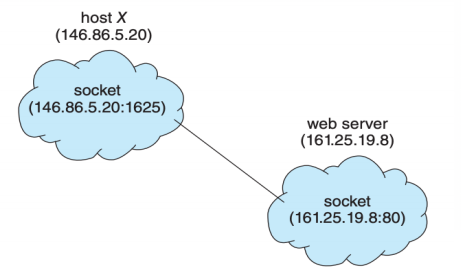 host X
(146.86.5.20)
socket
(146.86.5.20:1625)
web server
(161.25.19.8)
socket
(161.25.19.8:80)